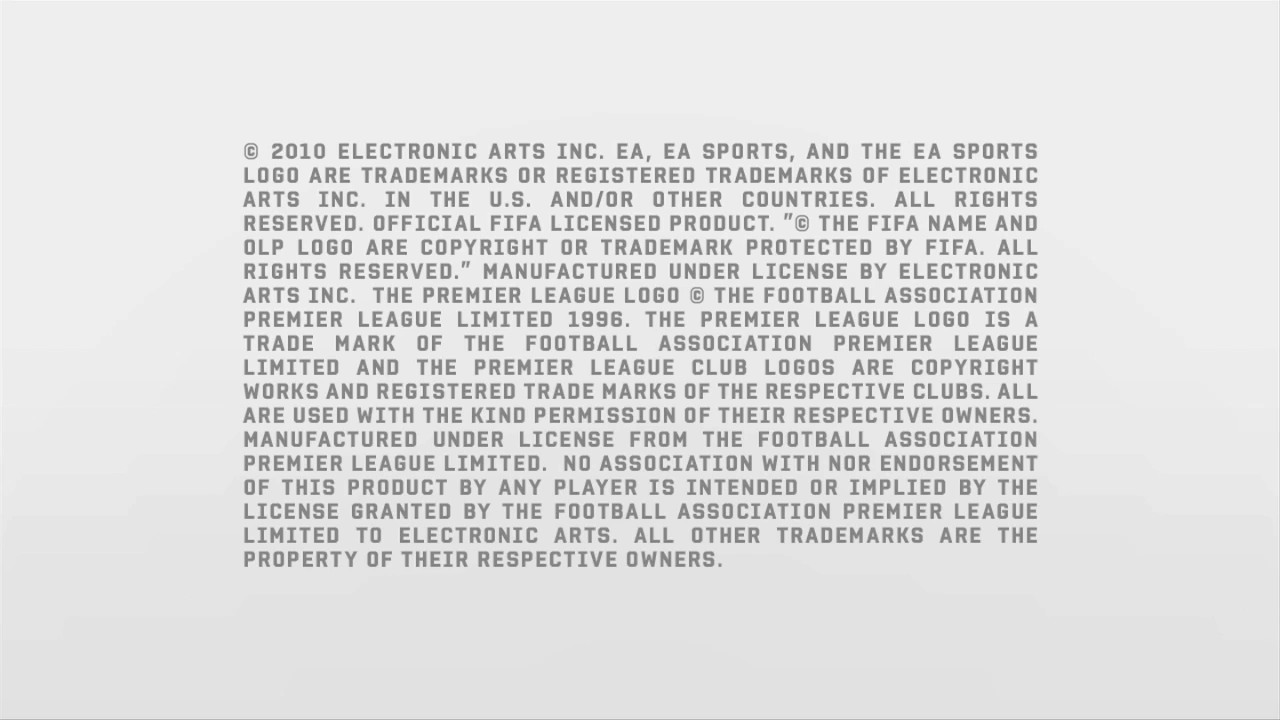 © 2010 ELECTRONIC ARTS INC. EA, EA SPORTS, AND THE EA SPORTS
LOGO ARE TRADEMARKS OR REGISTERED TRADEMARKS OF ELECTRONIC
ARTS INC. IN THE U.S. AND/OR OTHER COUNTRIES. ALL RIGHTS
RESERVED. OFFICIAL FIFA LICENSED PRODUCT. "© THE FIFA NAME AND
OLP LOGO ARE COPYRIGHT OR TRADEMARK PROTECTED BY FIFA. ALL
RIGHTS RESERVED." MANUFACTURED UNDER LICENSE BY ELECTRONIC
ARTS INC. THE PREMIER LEAGUE LOGO © THE FOOTBALL ASSOCIATION
PREMIER LEAGUE LIMITED 1996. THE PREMIER LEAGUE LOGO IS A
TRADE MARK OF THE FOOTBALL ASSOCIATION PREMIER LEAGUE
LIMITED AND THE PREMIER LEAGUE CLUB LOGOS ARE COPYRIGHT
WORKS AND REGISTERED TRADE MARKS OF THE RESPECTIVE CLUBS. ALL
ARE USED WITH THE KIND PERMISSION OF THEIR RESPECTIVE OWNERS.
MANUFACTURED UNDER LICENSE FROM THE FOOTBALL ASSOCIATION
PREMIER LEAGUE LIMITED. NO ASSOCIATION WITH NOR ENDORSEMENT
OF THIS PRODUCT BY ANY PLAYER IS INTENDED OR IMPLIED BY THE
LICENSE GRANTED BY THE FOOTBALL ASSOCIATION PREMIER LEAGUE
LIMITED TO ELECTRONIC ARTS. ALL OTHER TRADEMARKS ARE THE
PROPERTY OF THEIR RESPECTIVE OWNERS.